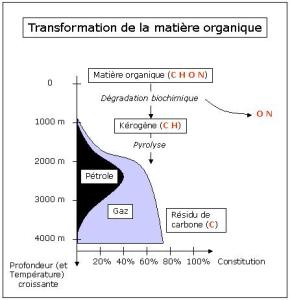 Transformation de la matière organique
Matière organique (C H O N)
Dégradation biochimique
O N
Kérogène (C H)
Pyrolyse
0
1000 m
2000 m
3000 m
4000 m
Pétrole
Gaz
Résidu de
carbone (C)
20% 40% 60% 80%
Constitution
Profondeur (et
Température)
croissante